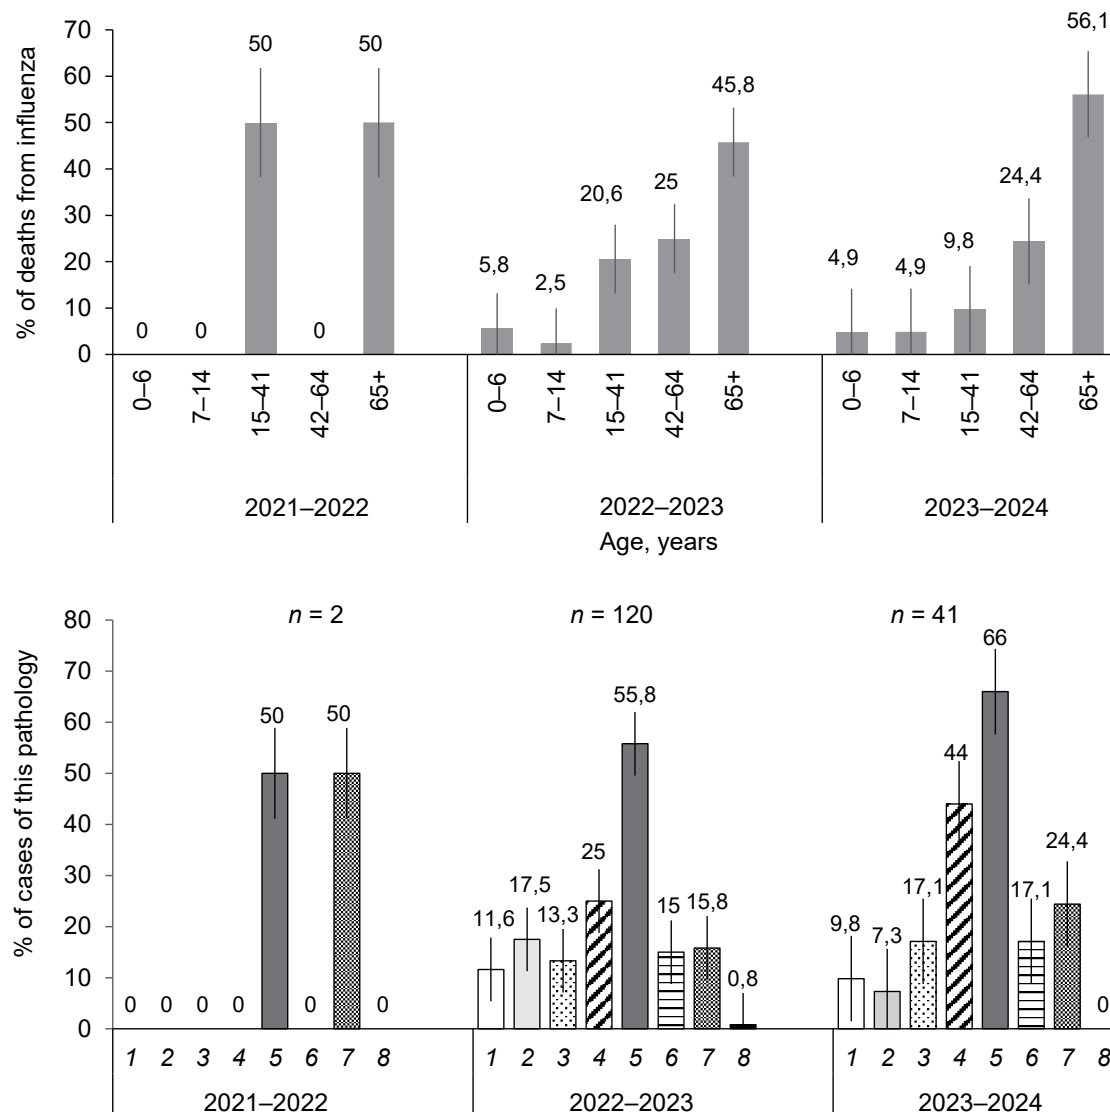 % of deaths from influenza
70
60
50
40
30
20
10
0
0 0 50 0 50
5,8 2,5 20,6 25 45,8
4,9 4,9 9,8 24,4 56,1
0–6 7–14 15–41 42–64 65+
0–6 7–14 15–41 42–64 65+
0–6 7–14 15–41 42–64 65+
2021–2022 2022–2023 2023–2024
Age, years
% of cases of this pathology
80
70
60
50
40
30
20
10
0
n = 2 n = 120 n = 41
0 0 0 0 50 0 50 0
11,6 17,5 13,3 25 55,8 15 15,8 0,8
9,8 7,3 17,1 44 66 17,1 24,4 0
1 2 3 4 5 6 7 8
1 2 3 4 5 6 7 8
1 2 3 4 5 6 7 8
2021–2022 2022–2023 2023–2024